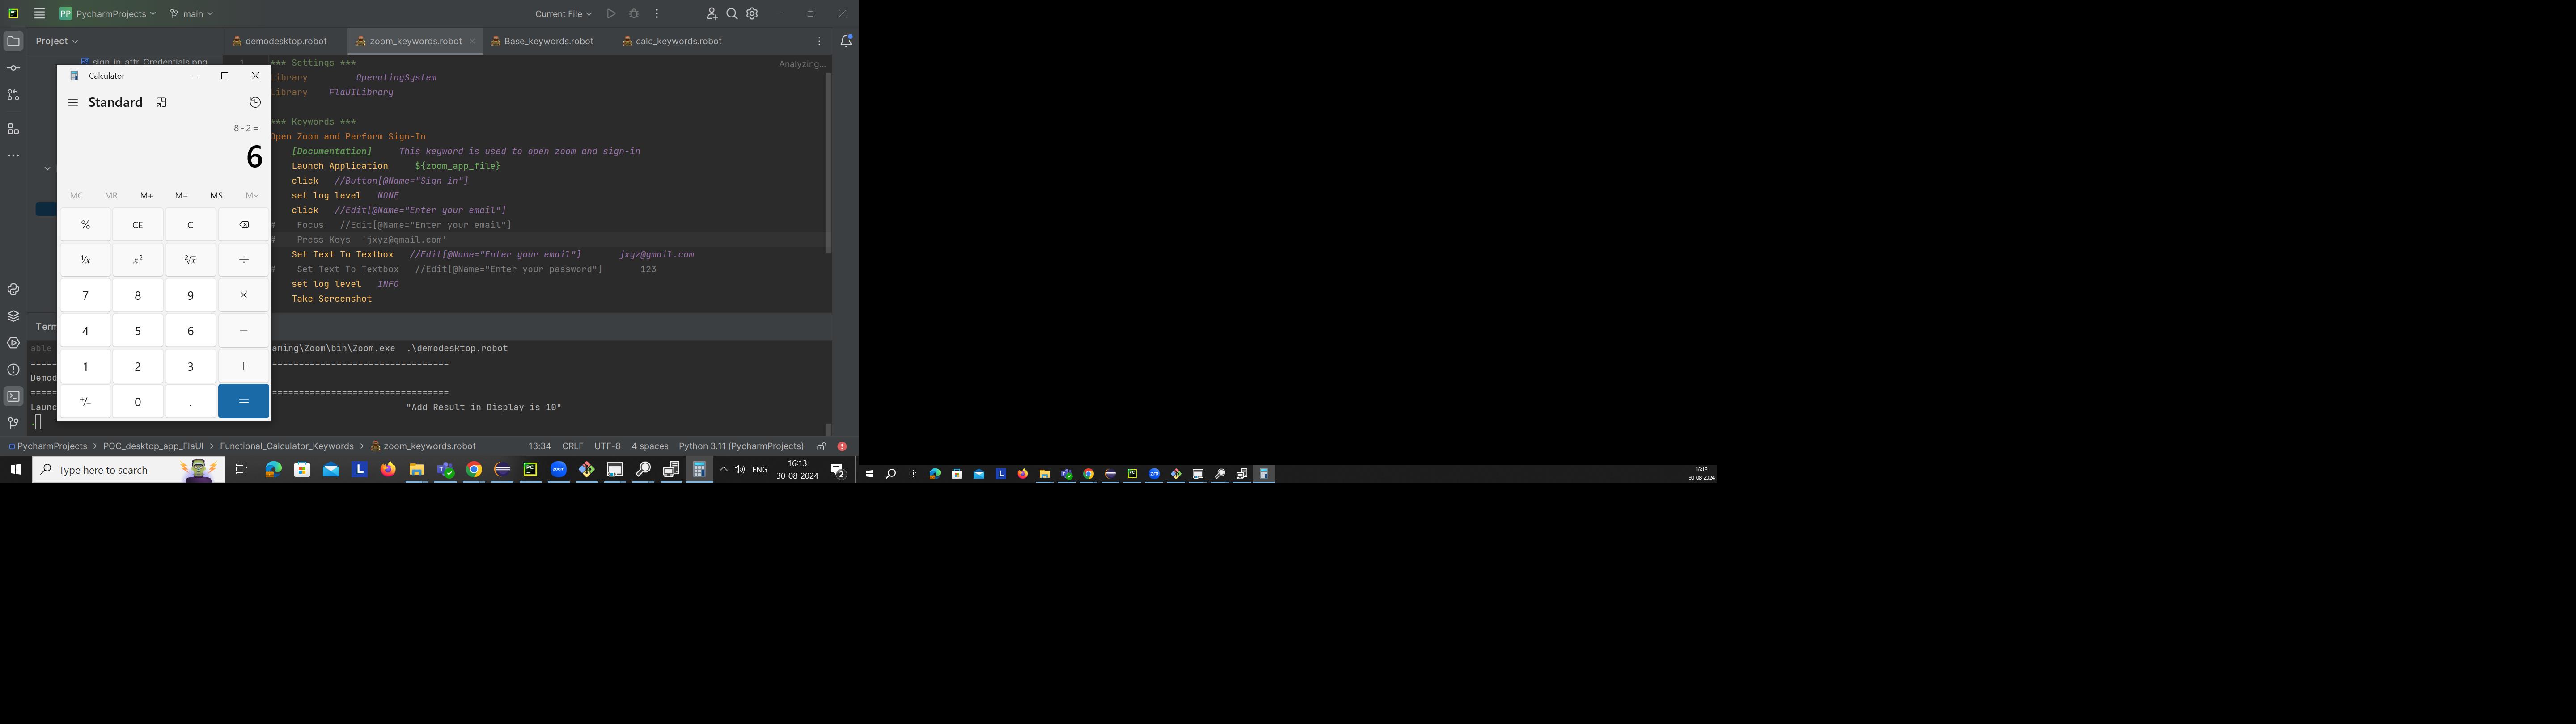 PP PycharmProjects main Current File
Project
demodesktop.robot zoom_keywords.robot Base_keywords.robot calc_keywords.robot
sign_in_aftr_Credentials.png
Analyzing...
1 *** Settings ***
Library OperatingSystem
Library FlaUILibrary
*** Keywords ***
Open Zoom and Perform Sign-In
[Documentation] This keyword is used to open zoom and sign-in
Launch Application ${zoom_app_file}
click //Button[@Name="Sign in"]
set log level NONE
click //Edit[@Name="Enter your email"]
# Focus //Edit[@Name="Enter your email"]
# Press Keys 'jxyz@gmail.com'
Set Text To Textbox //Edit[@Name="Enter your email"] jxyz@gmail.com
# Set Text To Textbox //Edit[@Name="Enter your password"] 123
set log level INFO
Take Screenshot
Calculator
Standard
8 - 2 =
6
MC MR M+ M− MS M
% CE C
⅟x x² ²√x ÷
7 8 9 ×
4 5 6 −
1 2 3 +
+/− 0 . =
Term
able aming\Zoom\bin\Zoom.exe .\demodesktop.robot
Demod
Launc "Add Result in Display is 10"
.
PycharmProjects > POC_desktop_app_FlaUI > Functional_Calculator_Keywords > zoom_keywords.robot 13:34 CRLF UTF-8 4 spaces Python 3.11 (PycharmProjects)
Type here to search
L
PC
zoom
ENG
16:13
30-08-2024
2
L
16:13
30-08-2024